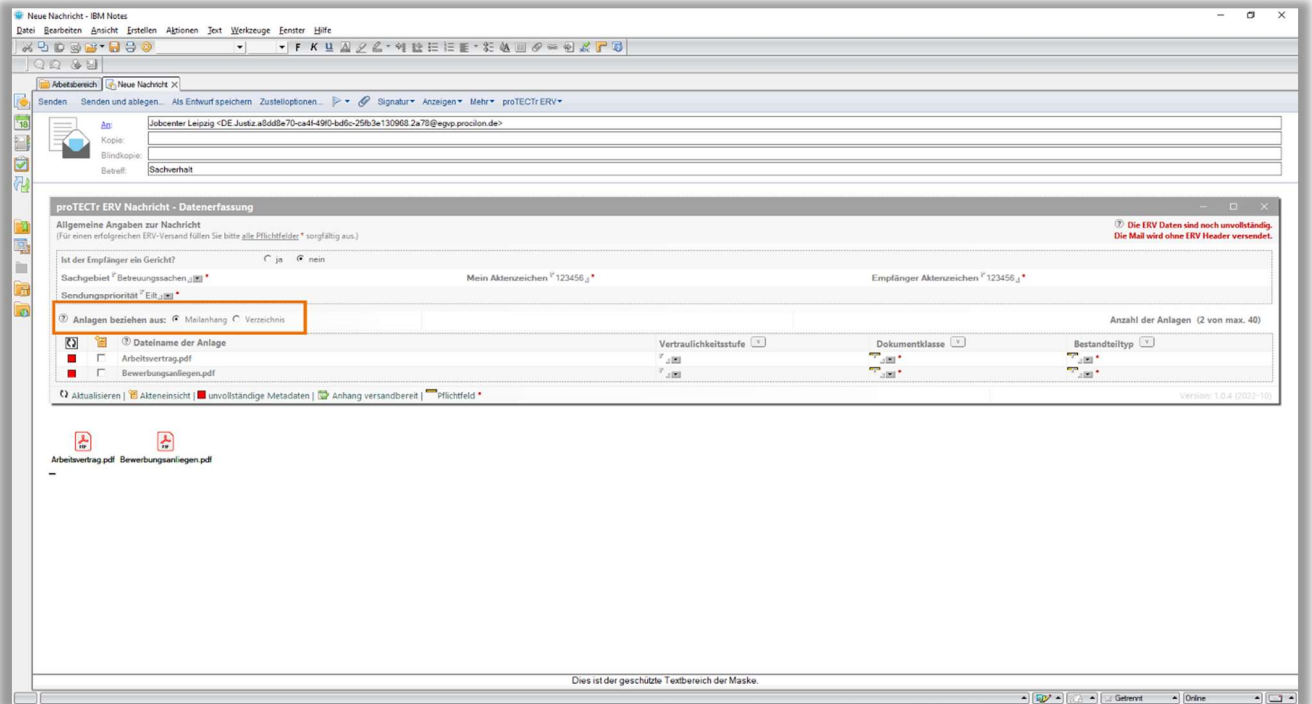 Neue Nachricht - IBM Notes
Datei Bearbeiten Ansicht Erstellen Aktionen Text Werkzeuge Fenster Hilfe
F K U
Arbeitsbereich Neue Nachricht
Senden Senden und ablegen... Als Entwurf speichern Zustelloptionen... Signatur Anzeigen Mehr proTECTr ERV
18
An: Jobcenter Leipzig <DE.Justiz.a8dd8e70-ca4f-49f0-bd6c-25fb3e130968.2a78@egvp.procilon.de>
Kopie:
Blindkopie:
Betreff: Sachverhalt
proTECTr ERV Nachricht - Datenerfassung
Allgemeine Angaben zur Nachricht
(Für einen erfolgreichen ERV-Versand füllen Sie bitte alle Pflichtfelder * sorgfältig aus.)
? Die ERV Daten sind noch unvollständig.
Die Mail wird ohne ERV Header versendet.
Ist der Empfänger ein Gericht? ja nein
Sachgebiet Betreuungssachen * Mein Aktenzeichen 123456 * Empfänger Aktenzeichen 123456 *
Sendungspriorität Eilt *
? Anlagen beziehen aus: Mailanhang Verzeichnis Anzahl der Anlagen (2 von max. 40)
? Dateiname der Anlage Vertraulichkeitsstufe Dokumentklasse Bestandteiltyp
Arbeitsvertrag.pdf * *
Bewerbungsanliegen.pdf * *
Aktualisieren | Akteneinsicht | unvollständige Metadaten | Anhang versandbereit | Pflichtfeld * Version: 1.0.4 (2022-10)
Arbeitsvertrag.pdf Bewerbungsanliegen.pdf
Dies ist der geschützte Textbereich der Maske.
Getrennt Online